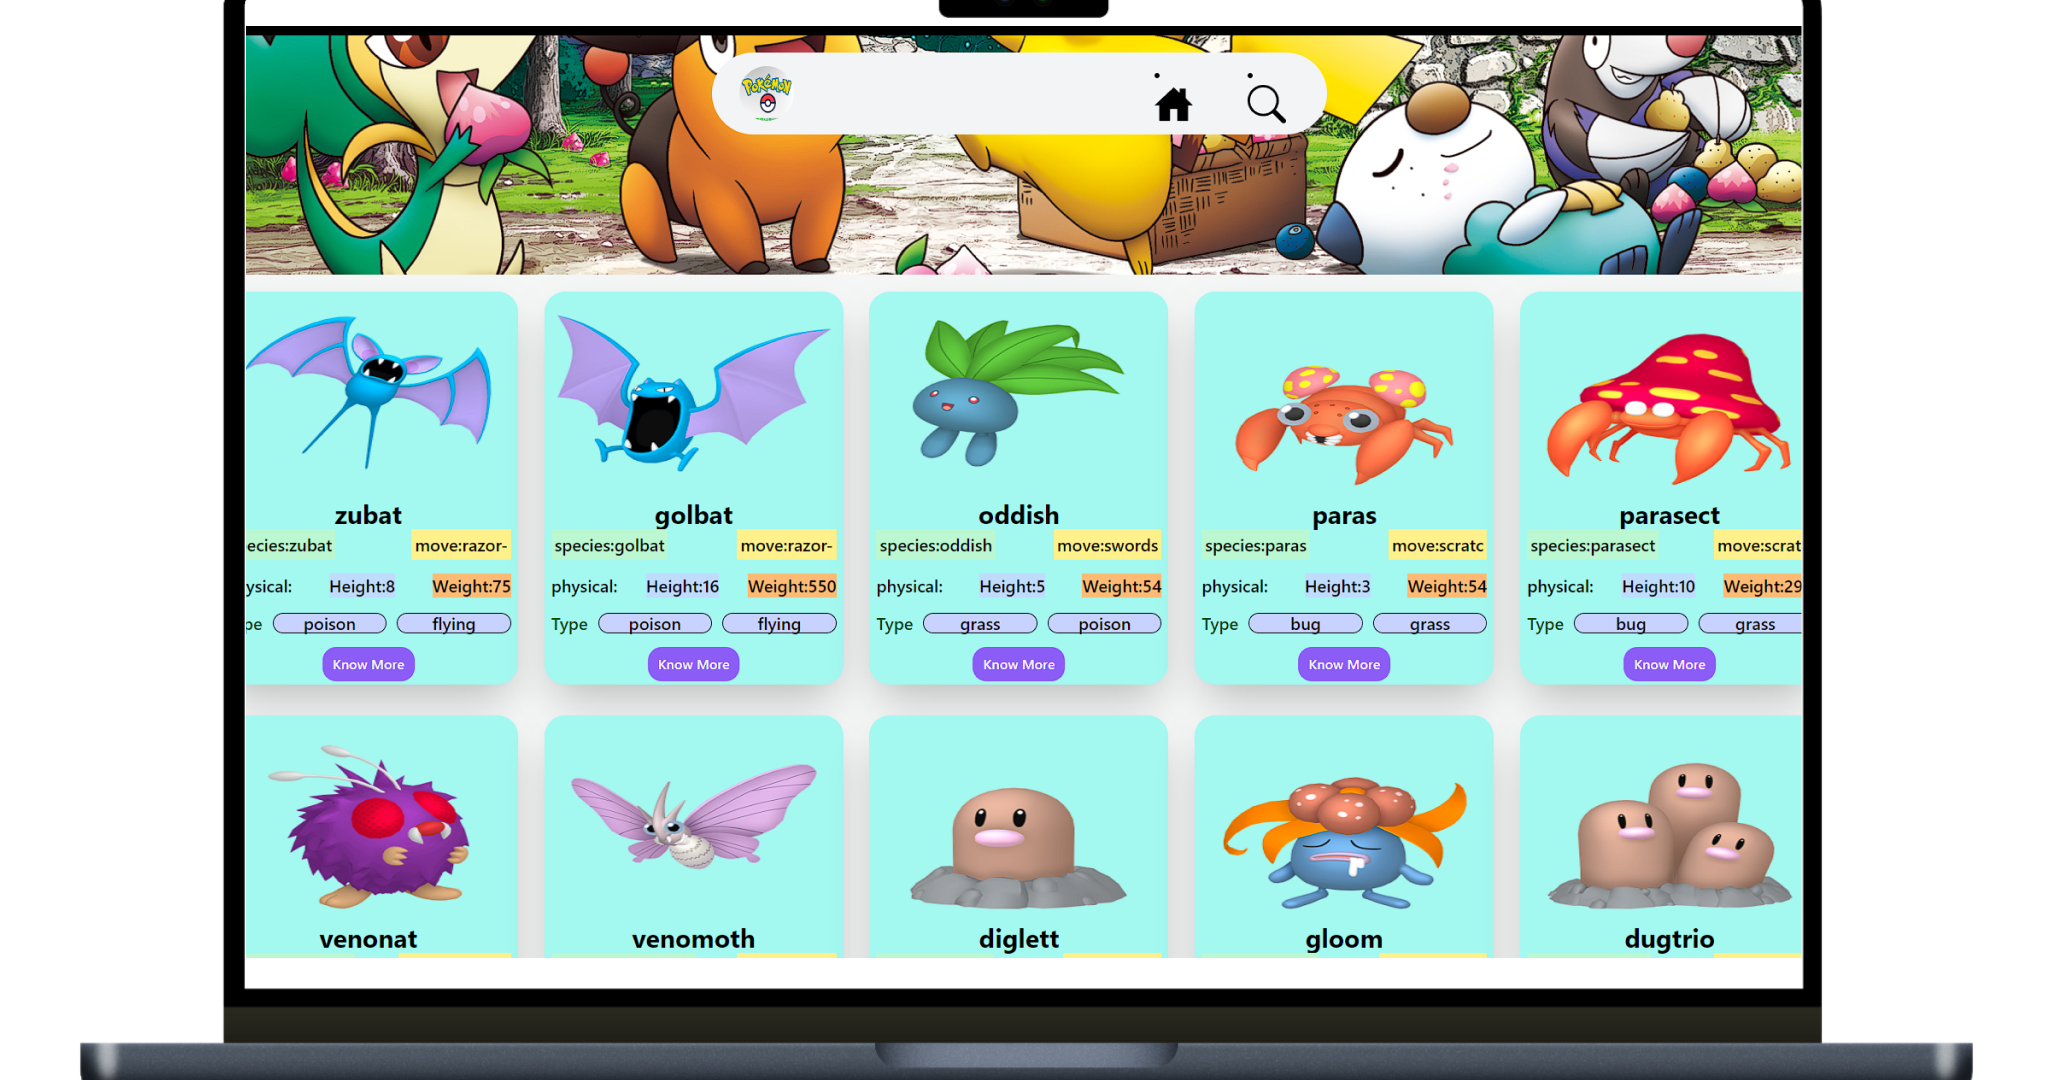 POKéMON
zubat golbat oddish paras parasect
ecies:zubat move:razor- species:golbat move:razor- species:oddish move:swords species:paras move:scratc species:parasect move:scrat
ysical: Height:8 Weight:75 physical: Height:16 Weight:550 physical: Height:5 Weight:54 physical: Height:3 Weight:54 physical: Height:10 Weight:29
pe poison flying Type poison flying Type grass poison Type bug grass Type bug grass
Know More Know More Know More Know More Know More
venonat venomoth diglett gloom dugtrio